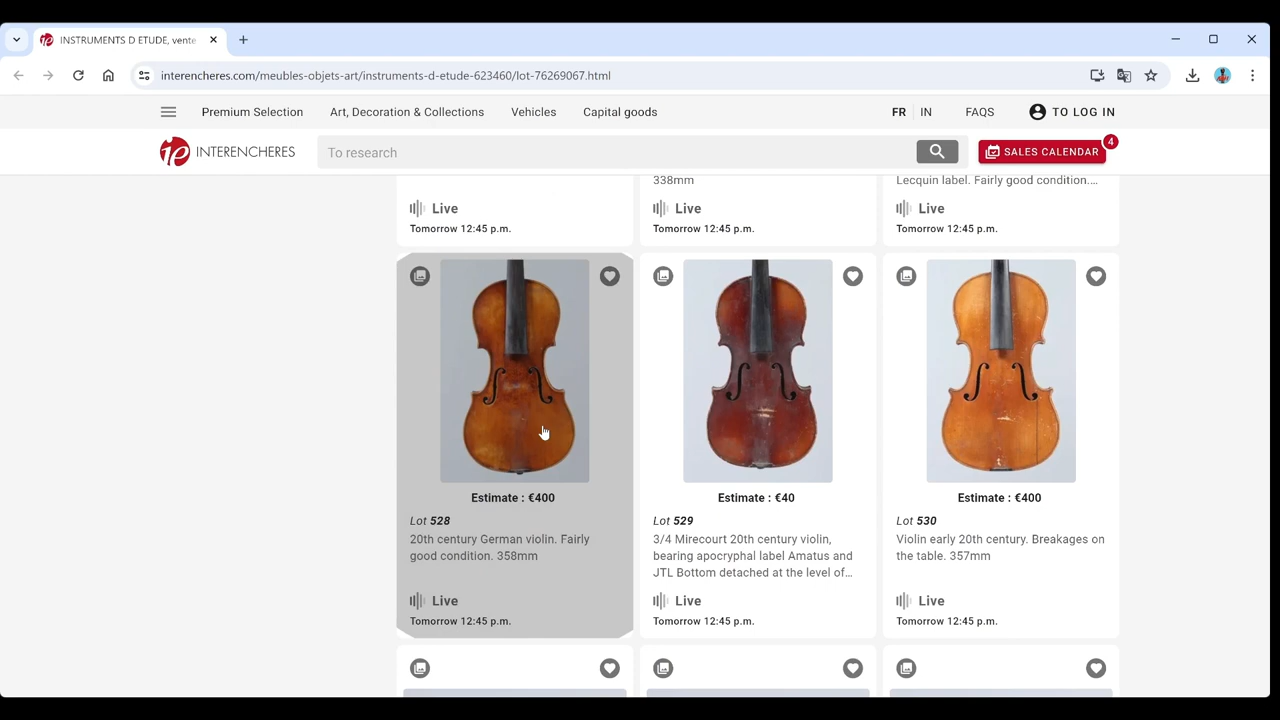 INSTRUMENTS D ETUDE, vente
interencheres.com/meubles-objets-art/instruments-d-etude-623460/lot-76269067.html
Premium Selection
Art, Decoration & Collections
Vehicles
Capital goods
FR
IN
FAQS
TO LOG IN
INTERENCHERES
To research
SALES CALENDAR
4
338mm
Lecquin label. Fairly good condition....
Live
Tomorrow 12:45 p.m.
Live
Tomorrow 12:45 p.m.
Live
Tomorrow 12:45 p.m.
Estimate : €400
Lot 528
20th century German violin. Fairly
good condition. 358mm
Live
Tomorrow 12:45 p.m.
Estimate : €40
Lot 529
3/4 Mirecourt 20th century violin,
bearing apocryphal label Amatus and
JTL Bottom detached at the level of...
Live
Tomorrow 12:45 p.m.
Estimate : €400
Lot 530
Violin early 20th century. Breakages on
the table. 357mm
Live
Tomorrow 12:45 p.m.